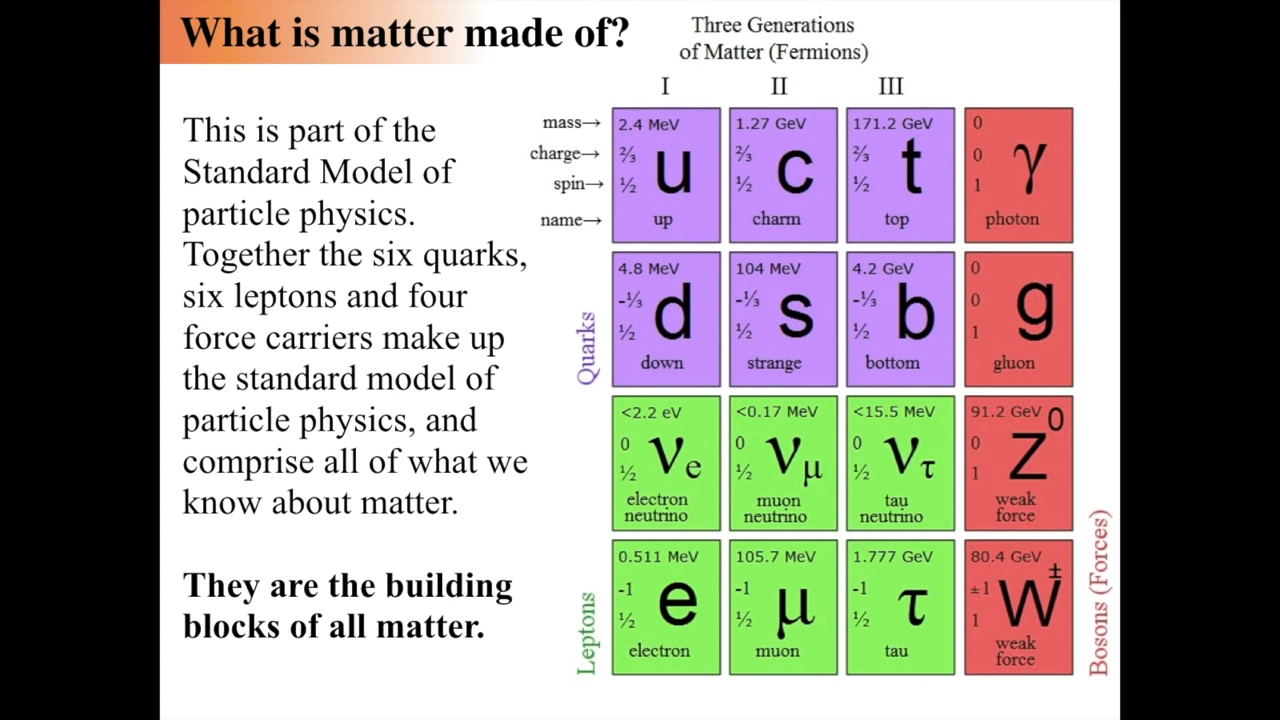 What is matter made of?
This is part of the
Standard Model of
particle physics.
Together the six quarks,
six leptons and four
force carriers make up
the standard model of
particle physics, and
comprise all of what we
know about matter.
They are the building
blocks of all matter.
Three Generations
of Matter (Fermions)
I II III
mass→
charge→
spin→
name→
2.4 MeV
⅔
½
u
up
1.27 GeV
⅔
½
c
charm
171.2 GeV
⅔
½
t
top
0
0
1
γ
photon
Quarks
4.8 MeV
-⅓
½
d
down
104 MeV
-⅓
½
s
strange
4.2 GeV
-⅓
½
b
bottom
0
0
1
g
gluon
<2.2 eV
0
½
νe
electron
neutrino
<0.17 MeV
0
½
νμ
muon
neutrino
<15.5 MeV
0
½
ντ
tau
neutrino
91.2 GeV
0
1
Z0
weak
force
Leptons
0.511 MeV
-1
½
e
electron
105.7 MeV
-1
½
μ
muon
1.777 GeV
-1
½
τ
tau
80.4 GeV
±1
1
W±
weak
force
Bosons (Forces)